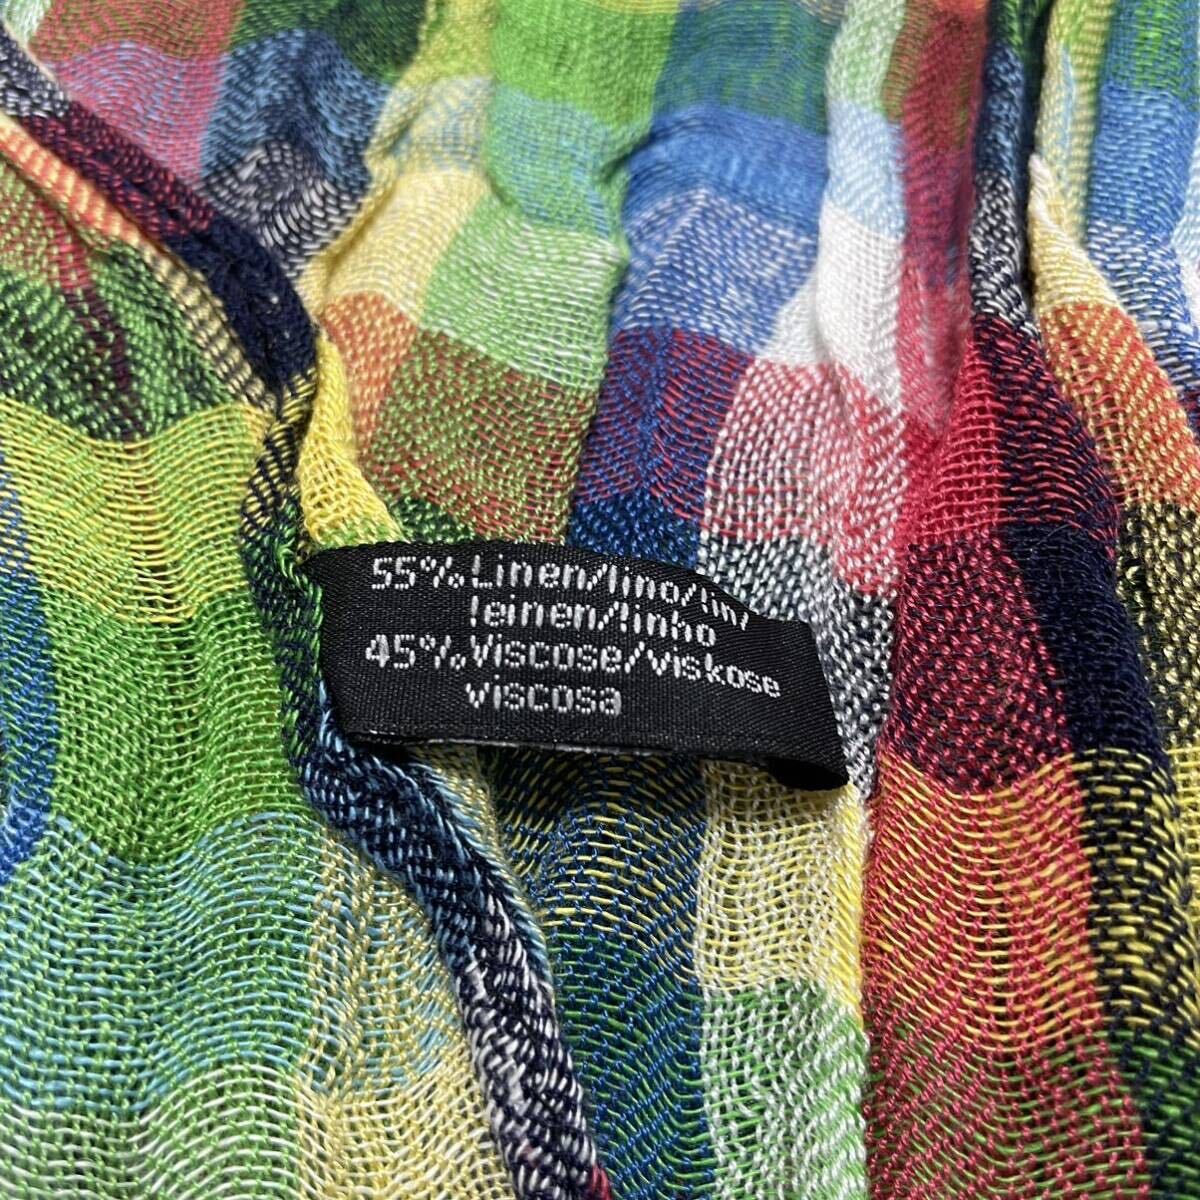 55%Linen/lino/lin/
leinen/linho
45%Viscose/viskose
viscosa